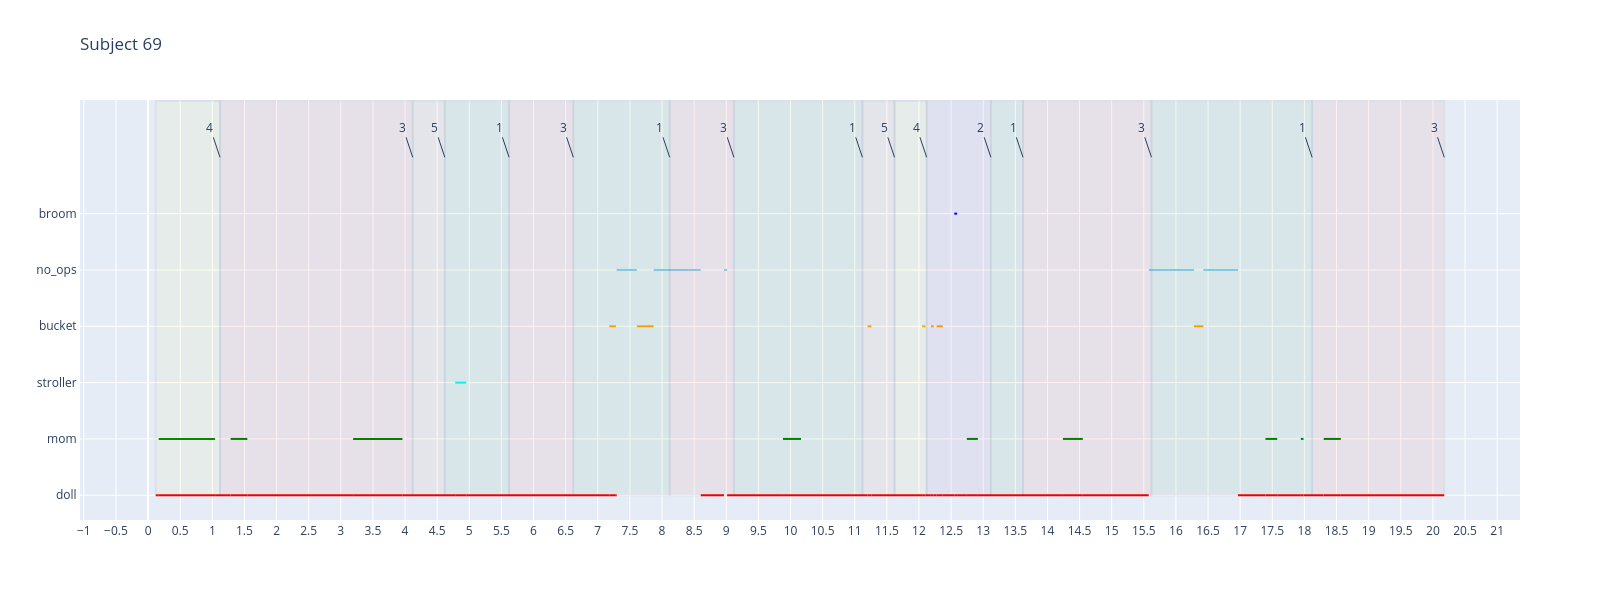 Subject 69
4 3 5 1 3 1 3 1 5 4 2 1 3 1 3
broom
no_ops
bucket
stroller
mom
doll
−1 −0.5 0 0.5 1 1.5 2 2.5 3 3.5 4 4.5 5 5.5 6 6.5 7 7.5 8 8.5 9 9.5 10 10.5 11 11.5 12 12.5 13 13.5 14 14.5 15 15.5 16 16.5 17 17.5 18 18.5 19 19.5 20 20.5 21